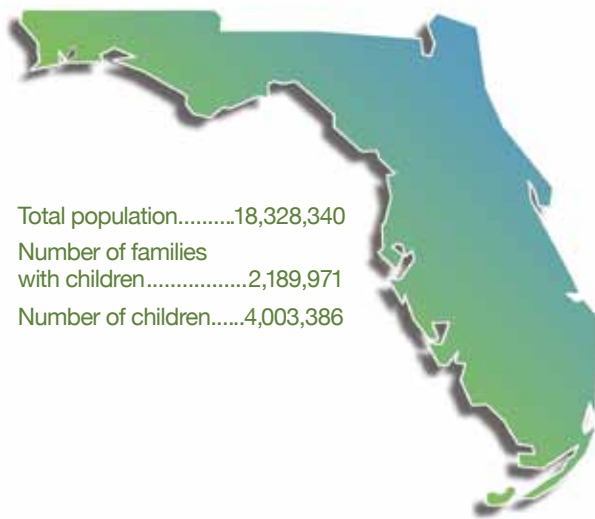 Total population.........18,328,340
Number of families
with children.................2,189,971
Number of children......4,003,386